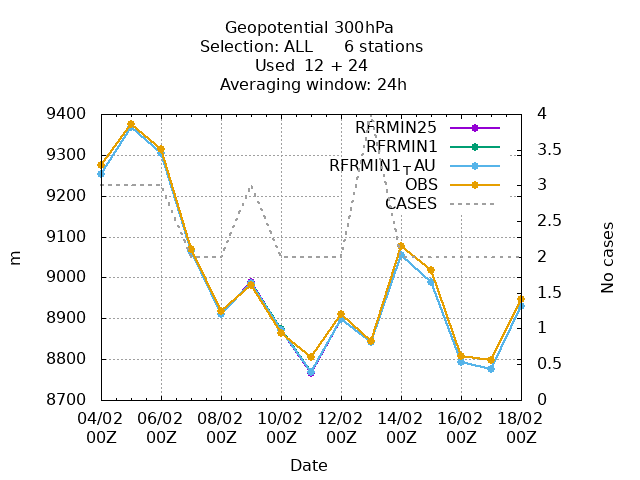 Geopotential 300hPa
Selection: ALL      6 stations
Used  12 + 24
Averaging window: 24h
9400
9300
9200
9100
9000
8900
8800
8700
m
4
3.5
3
2.5
2
1.5
1
0.5
0
No cases
RFRMIN25
RFRMIN1
RFRMIN1TAU
OBS
CASES
04/02 06/02 08/02 10/02 12/02 14/02 16/02 18/02
00Z 00Z 00Z 00Z 00Z 00Z 00Z 00Z
Date